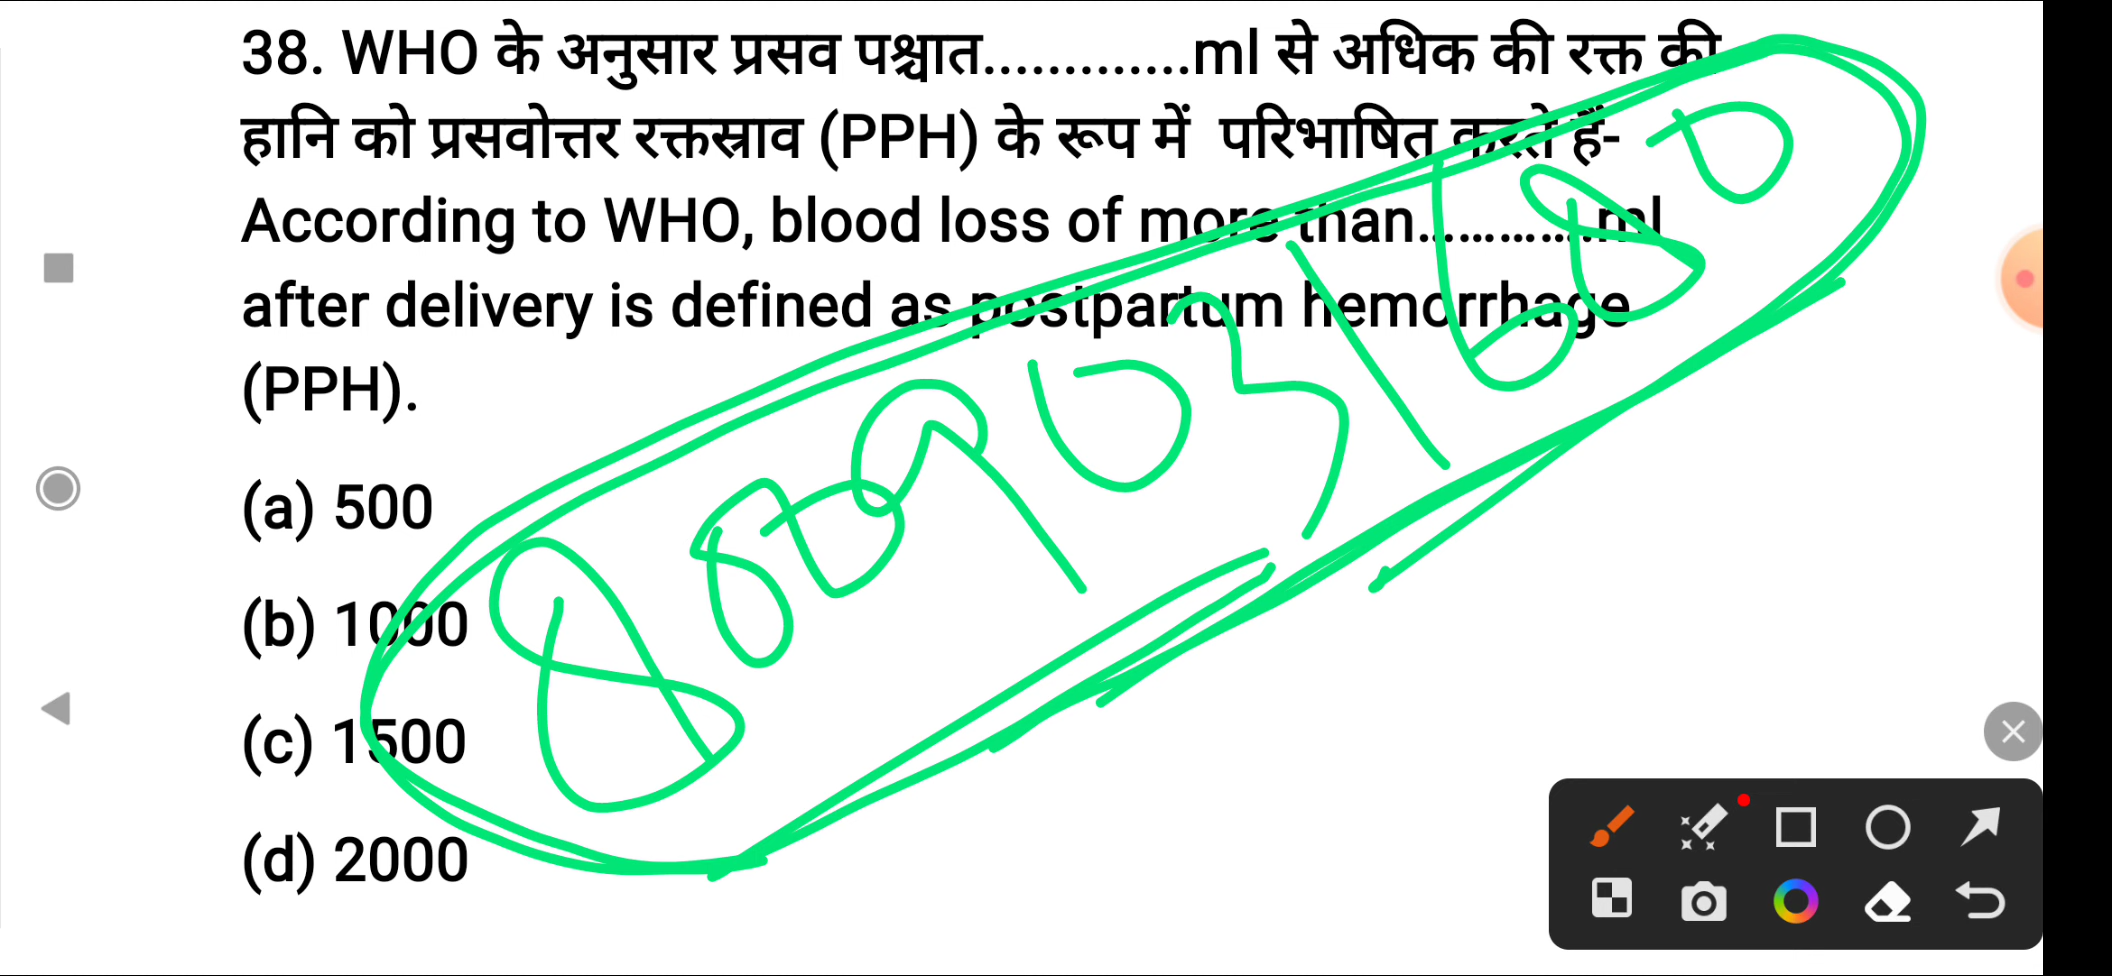 38. WHO के अनुसार प्रसव पश्चात.............ml से अधिक की रक्त की
हानि को प्रसवोत्तर रक्तस्राव (PPH) के रूप में परिभाषित करते हैं-
According to WHO, blood loss of more than.............ml
after delivery is defined as postpartum hemorrhage
(PPH).
(a) 500
(b) 1000
(c) 1500
(d) 2000